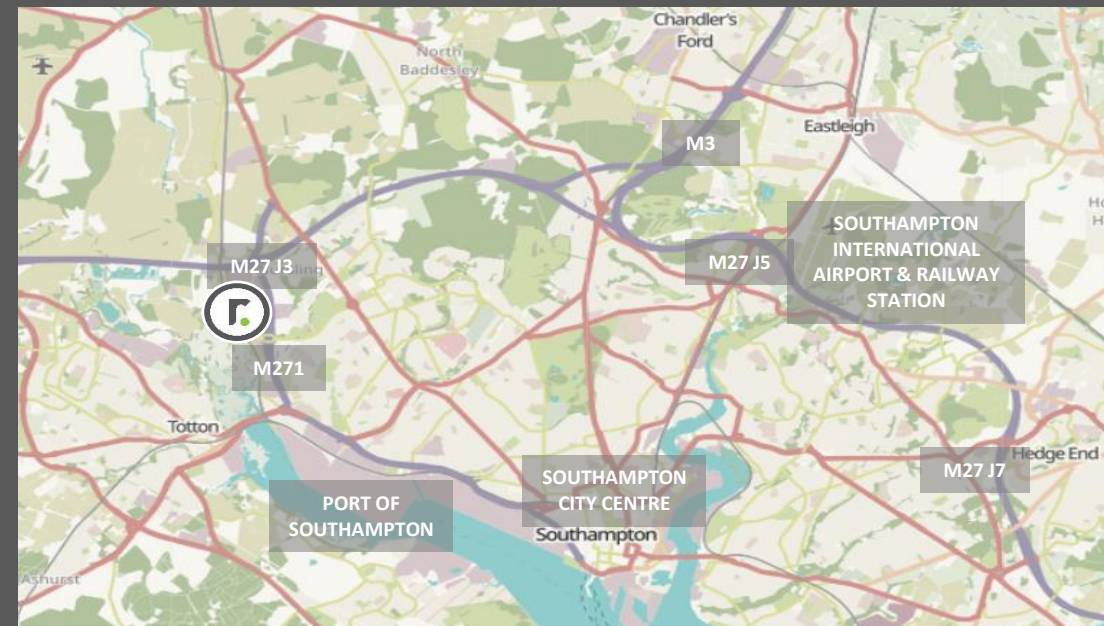 Chandler's
Ford
North
Baddesley
M3
Eastleigh
SOUTHAMPTON
INTERNATIONAL
AIRPORT & RAILWAY
STATION
M27 J3
M27 J5
r.
M271
Totton
Hedge End
M27 J7
SOUTHAMPTON
CITY CENTRE
PORT OF
SOUTHAMPTON
Southampton
Ashurst